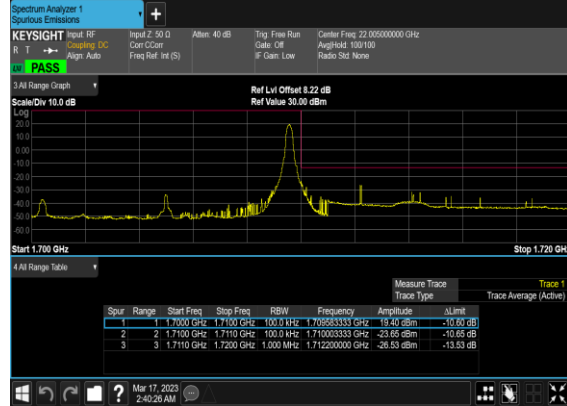 Spectrum Analyzer 1
Spurious Emissions
KEYSIGHT Input: RF Input Z: 50 Ω Atten: 40 dB Trig: Free Run Center Freq: 22.005000000 GHz
R T Coupling: DC Corr CCorr Gate: Off Avg|Hold: 100/100
Align: Auto Freq Ref: Int (S) IF Gain: Low Radio Std: None
PASS
3 All Range Graph
Ref Lvl Offset 8.22 dB
Scale/Div 10.0 dB Ref Value 30.00 dBm
Log
20.0
10.0
0.00
-10.0
-20.0
-30.0
-40.0
-50.0
-60.0
Start 1.700 GHz Stop 1.720 GH
4 All Range Table
Measure Trace Trace 1
Trace Type Trace Average (Active)
Spur Range Start Freq Stop Freq RBW Frequency Amplitude ΔLimit
1 1 1.7000 GHz 1.7100 GHz 100.0 kHz 1.709583333 GHz 19.40 dBm -10.60 dB
2 2 1.7100 GHz 1.7110 GHz 100.0 kHz 1.710003333 GHz -23.65 dBm -10.65 dB
3 3 1.7110 GHz 1.7200 GHz 1.000 MHz 1.712200000 GHz -26.53 dBm -13.53 dB
Mar 17, 2023
2:40:26 AM